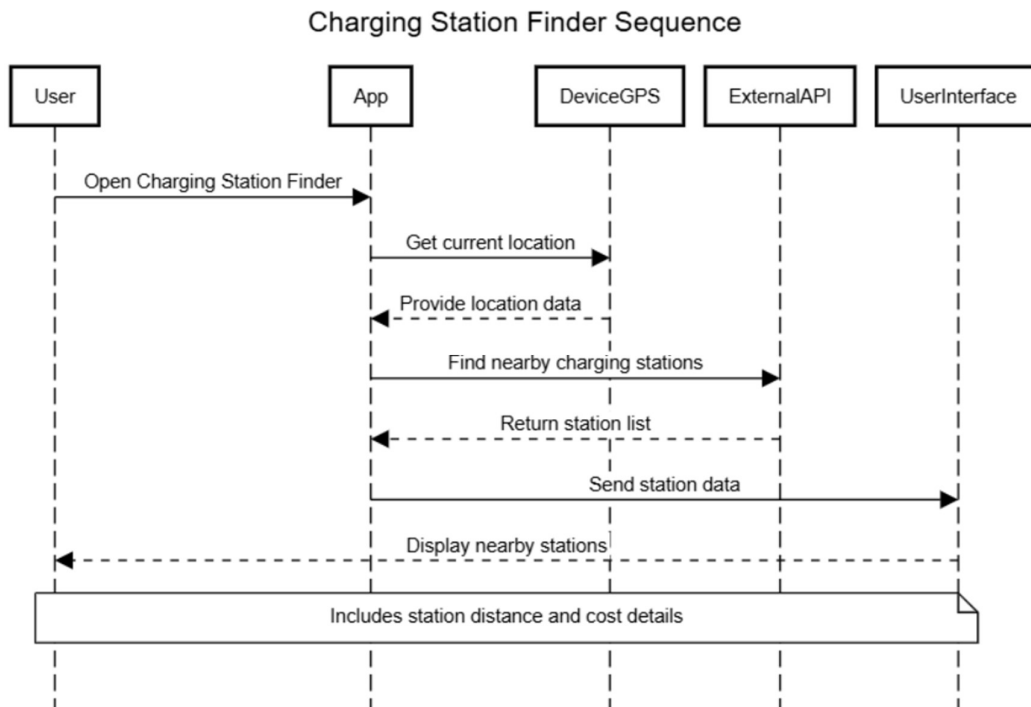 Charging Station Finder Sequence
User
App
DeviceGPS
ExternalAPI
UserInterface
Open Charging Station Finder
Get current location
Provide location data
Find nearby charging stations
Return station list
Send station data
Display nearby stations
Includes station distance and cost details